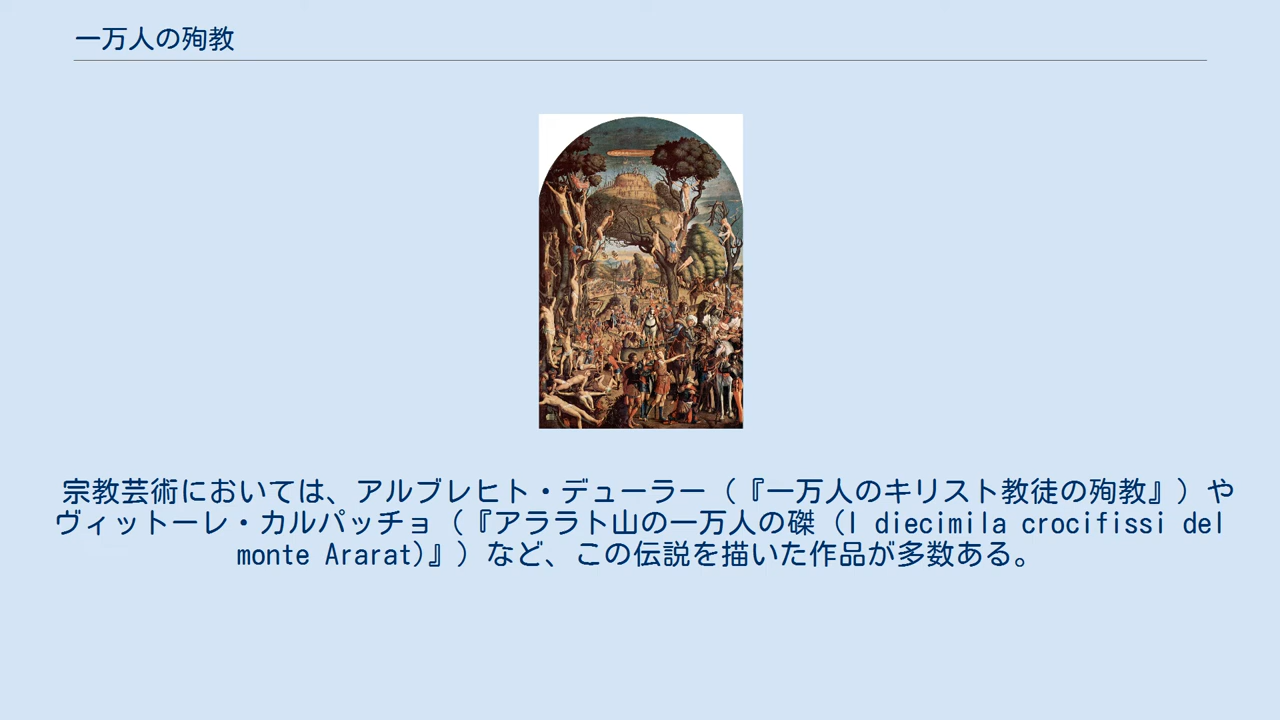 一万人の殉教
宗教芸術においては、アルブレヒト・デューラー（『一万人のキリスト教徒の殉教』）や
ヴィットーレ・カルパッチョ（『アララト山の一万人の磔（I diecimila crocifissi del
monte Ararat)』）など、この伝説を描いた作品が多数ある。